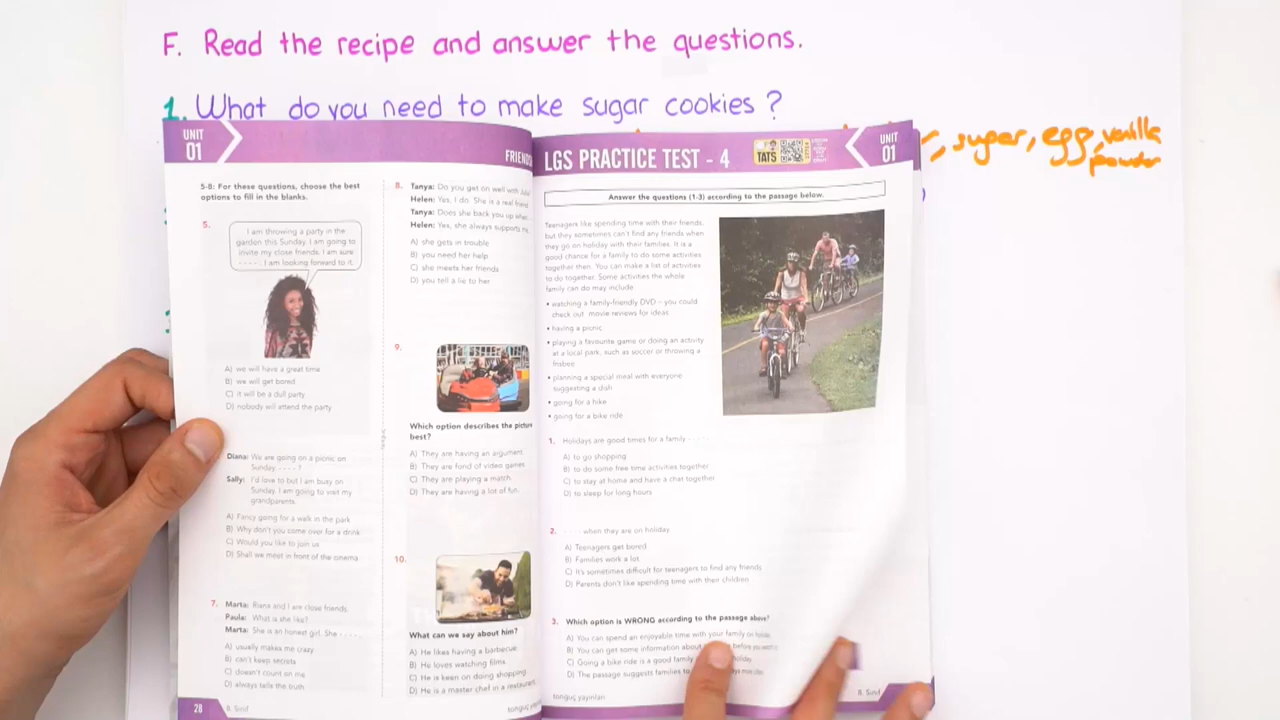 F. Read the recipe and answer the questions.
1. What do you need to make sugar cookies ?
sugar, egg, vanilla
powder
UNIT
01
FRIENDS
5-8: For these questions, choose the best
options to fill in the blanks.
5.
I am throwing a party in the
garden this Sunday. I am going to
invite my close friends. I am sure
- - - - . I am looking forward to it.
A) we will have a great time
B) we will get bored
C) it will be a dull party
D) nobody will attend the party
Diana: We are going on a picnic on
Sunday. - - - - ?
Sally: I'd love to but I am busy on
Sunday. I am going to visit my
grandparents.
A) Fancy going for a walk in the park
B) Why don't you come over for a drink
C) Would you like to join us
D) Shall we meet in front of the cinema
7. Marta: Riana and I are close friends.
Paula: What is she like?
Marta: She is an honest girl. She - - - - .
A) usually makes me crazy
B) can't keep secrets
C) doesn't count on me
D) always tells the truth
28
8. Sınıf
8. Tanya: Do you get on well with
Helen: Yes, I do. She is a real friend.
Tanya: Does she back you up when
Helen: Yes, she always supports me.
A) she gets in trouble
B) you need her help
C) she meets her friends
D) you tell a lie to her
9.
Which option describes the picture
best?
A) They are having an argument.
B) They are fond of video games.
C) They are playing a match.
D) They are having a lot of fun.
10.
What can we say about him?
A) He likes having a barbecue.
B) He loves watching films.
C) He is keen on doing shopping.
D) He is a master chef in a restaurant.
tonguç
LGS PRACTICE TEST - 4
TATS
UNIT
01
Answer the questions (1-3) according to the passage below.
Teenagers like spending time with their friends,
but they sometimes can't find any friends when
they go on holiday with their families. It is a
good chance for a family to do some activities
together then. You can make a list of activities
to do together. Some activities the whole
family can do may include
• watching a family-friendly DVD – you could
check out movie reviews for ideas
• having a picnic
• playing a favourite game or doing an activity
at a local park, such as soccer or throwing a
frisbee
• planning a special meal with everyone
suggesting a dish
• going for a hike
• going for a bike ride
1. Holidays are good times for a family - - - -
A) to go shopping
B) to do some free time activities together
C) to stay at home and have a chat together
D) to sleep for long hours
2. - - - - when they are on holiday.
A) Teenagers get bored
B) Families work a lot
C) It's sometimes difficult for teenagers to find any friends
D) Parents don't like spending time with their children
3. Which option is WRONG according to the passage above?
A) You can spend an enjoyable time with your family on holiday.
B) You can get some information about before you watch
C) Going a bike ride is a good family holiday.
D) The passage suggests families to
tonguç yayınları
8. Sınıf